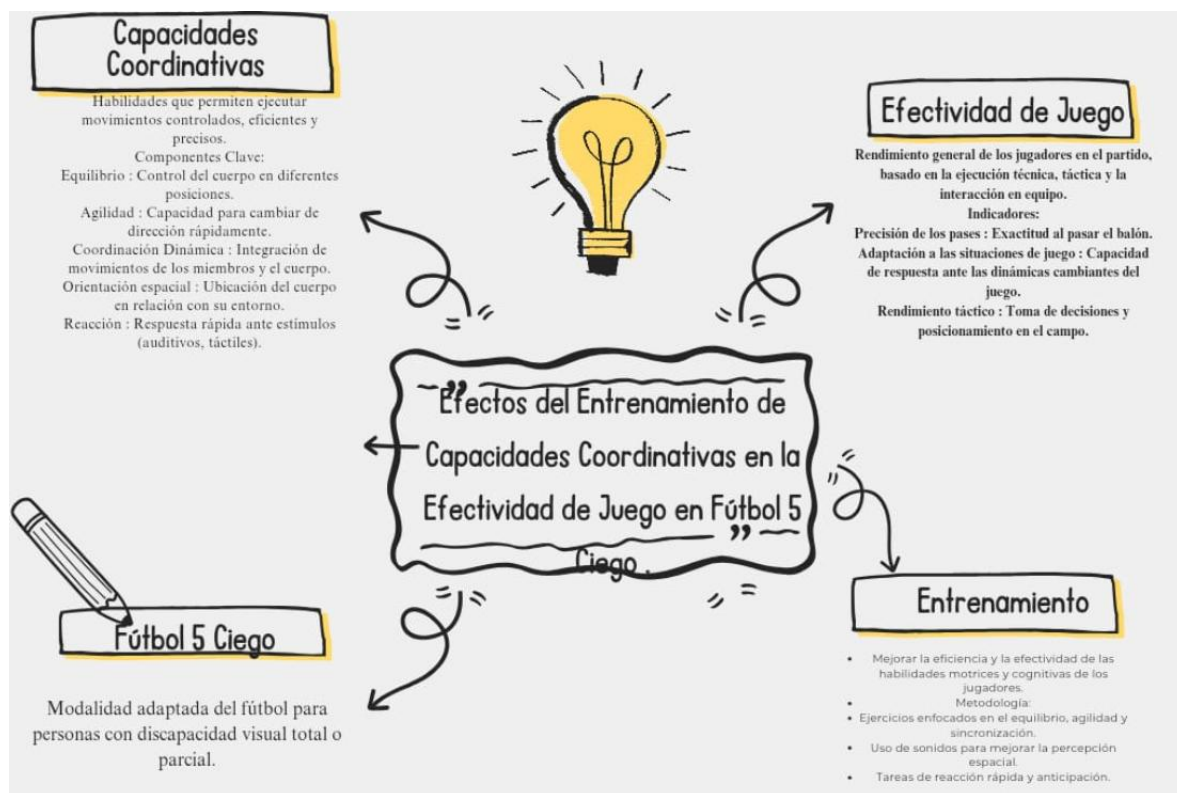 Capacidades
Coordinativas
Habilidades que permiten ejecutar
movimientos controlados, eficientes y
precisos.
Componentes Clave:
Equilibrio : Control del cuerpo en diferentes
posiciones.
Agilidad : Capacidad para cambiar de
dirección rápidamente.
Coordinación Dinámica : Integración de
movimientos de los miembros y el cuerpo.
Orientación espacial : Ubicación del cuerpo
en relación con su entorno.
Reacción : Respuesta rápida ante estímulos
(auditivos, táctiles).
Efectividad de Juego
Rendimiento general de los jugadores en el partido,
basado en la ejecución técnica, táctica y la
interacción en equipo.
Indicadores:
Precisión de los pases : Exactitud al pasar el balón.
Adaptación a las situaciones de juego : Capacidad
de respuesta ante las dinámicas cambiantes del
juego.
Rendimiento táctico : Toma de decisiones y
posicionamiento en el campo.
Efectos del Entrenamiento de
Capacidades Coordinativas en la
Efectividad de Juego en Fútbol 5
Ciego .
Fútbol 5 Ciego
Modalidad adaptada del fútbol para
personas con discapacidad visual total o
parcial.
Entrenamiento
• Mejorar la eficiencia y la efectividad de las
habilidades motrices y cognitivas de los
jugadores.
• Metodología:
• Ejercicios enfocados en el equilibrio, agilidad y
sincronización.
• Uso de sonidos para mejorar la percepción
espacial.
• Tareas de reacción rápida y anticipación.